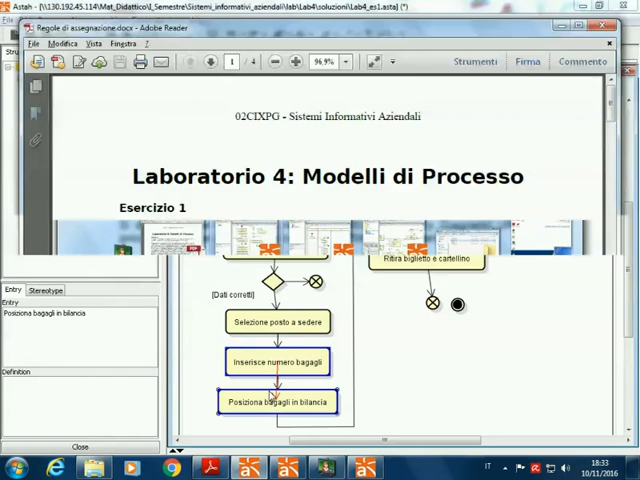 Astah - [\\130.192.45.114\Mat_Didattico\I_Semestre\Sistemi_informativi_aziendali\lab\Lab4\soluzioni\Lab4_es1.asta] (*)
Regole di assegnazione.docx - Adobe Reader
File Modifica Vista Finestra ?
1 / 4 96,9%
Strumenti Firma Commento
02CIXPG - Sistemi Informativi Aziendali
Laboratorio 4: Modelli di Processo
Esercizio 1
Ritira biglietto e cartellino
[Dati corretti]
Selezione posto a sedere
Inserisce numero bagagli
Posiziona bagagli in bilancia
Entry Stereotype
Entry
Posiziona bagagli in bilancia
Definition
Close
IT
18:33
10/11/2016